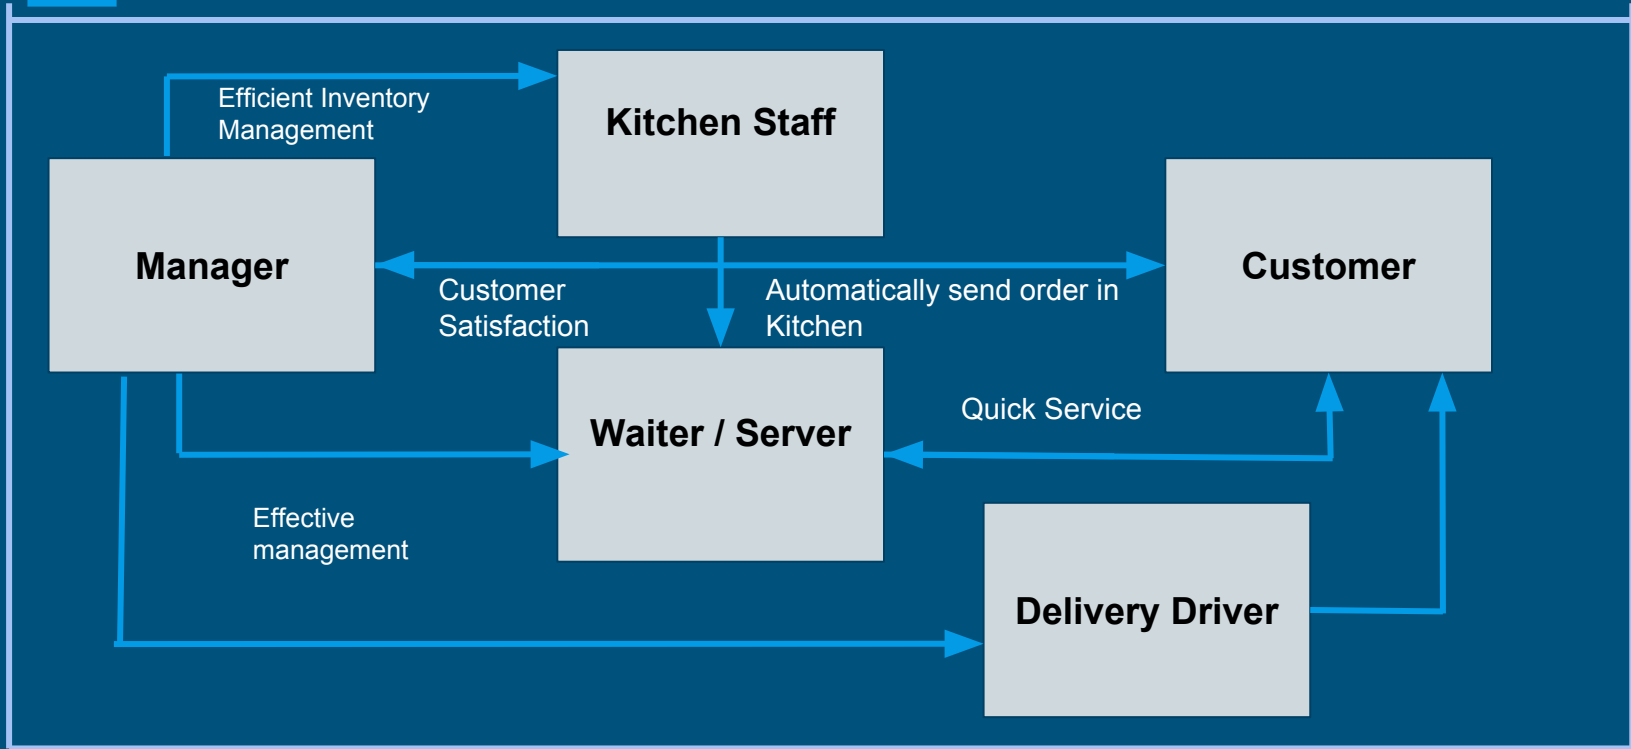 Efficient Inventory
Management
Kitchen Staff
Manager
Customer
Customer
Satisfaction
Automatically send order in
Kitchen
Waiter / Server
Quick Service
Effective
management
Delivery Driver